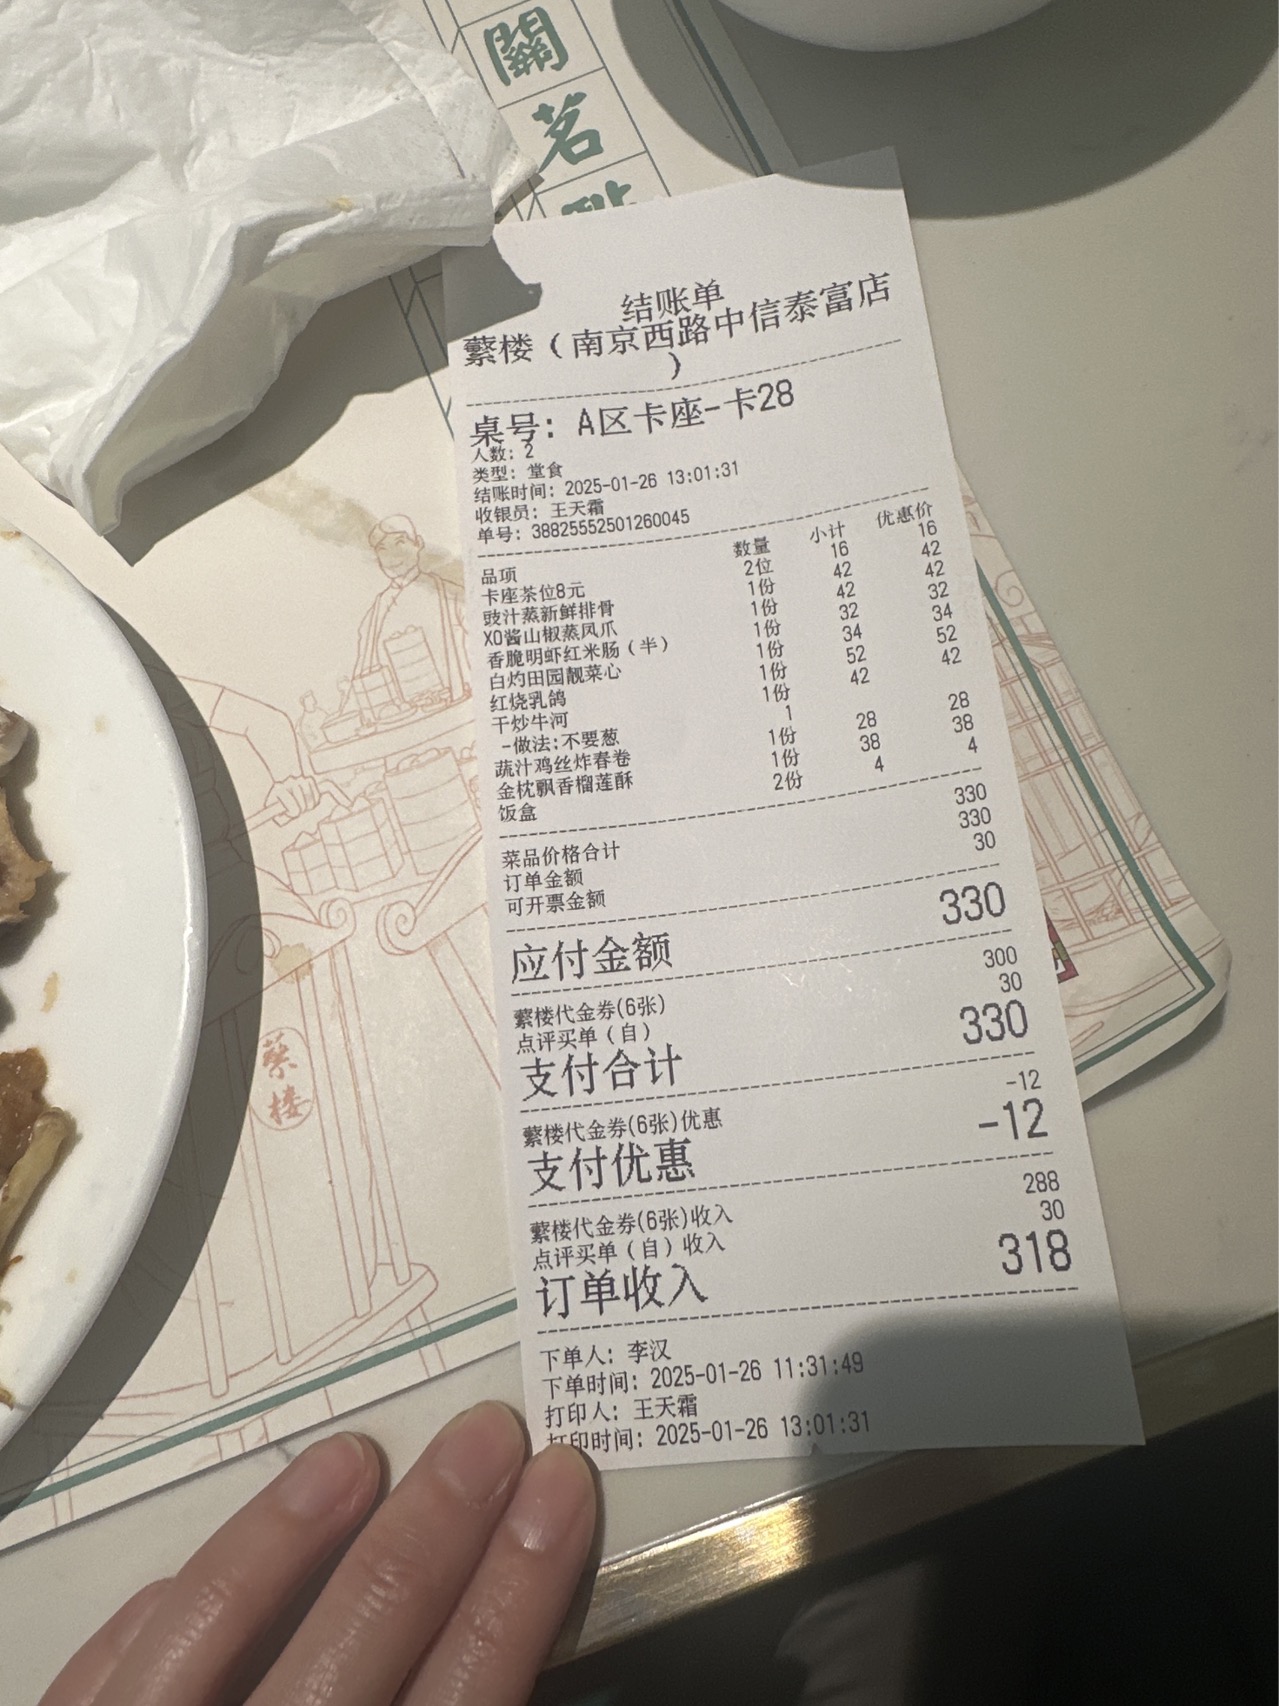 關
茗
點
结账单
蘩楼（南京西路中信泰富店
）
桌号: A区卡座-卡28
人数: 2
类型: 堂食
结账时间: 2025-01-26 13:01:31
收银员: 王天霜
单号: 38825552501260045
品项 数量 小计 优惠价
卡座茶位8元 2位 16 16
豉汁蒸新鲜排骨 1份 42 42
XO酱山椒蒸凤爪 1份 42 42
香脆明虾红米肠（半） 1份 32 32
白灼田园靓菜心 1份 34 34
红烧乳鸽 1份 52 52
干炒牛河 1份 42 42
-做法:不要葱 1
蔬汁鸡丝炸春卷 1份 28 28
金枕飘香榴莲酥 1份 38 38
饭盒 2份 4 4
菜品价格合计 330
订单金额 330
可开票金额 30
应付金额 330
蘩楼代金券(6张) 300
点评买单（自） 30
支付合计 330
蘩楼代金券(6张)优惠 -12
支付优惠 -12
蘩楼代金券(6张)收入 288
点评买单（自）收入 30
订单收入 318
下单人: 李汉
下单时间: 2025-01-26 11:31:49
打印人: 王天霜
打印时间: 2025-01-26 13:01:31
蘩
楼